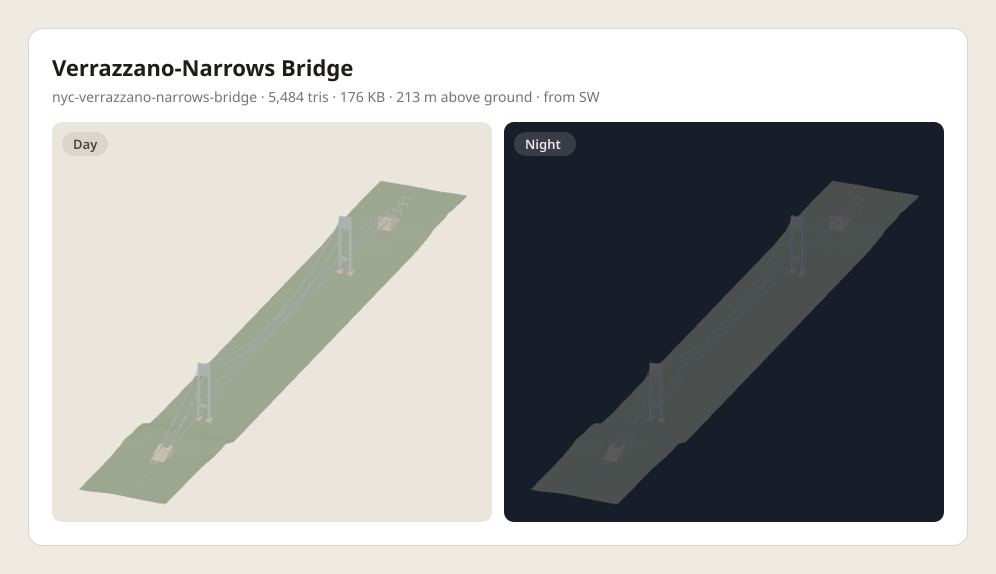 Verrazzano-Narrows Bridge
nyc-verrazzano-narrows-bridge · 5,484 tris · 176 KB · 213 m above ground · from SW
Day
Night